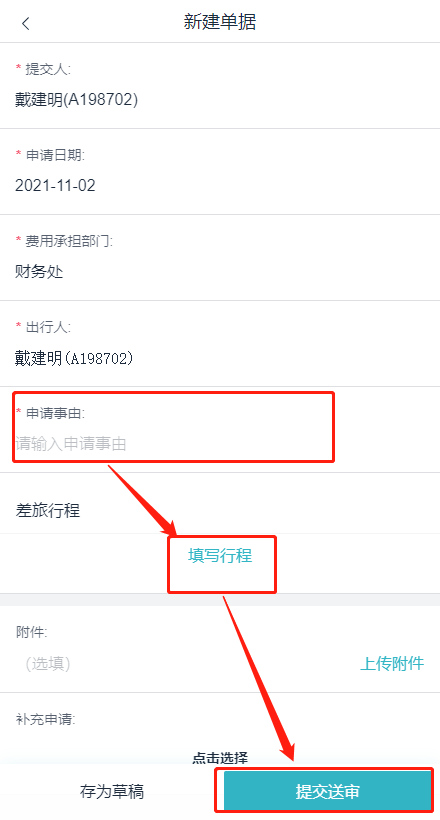 新建单据
* 提交人:
戴建明(A198702)
* 申请日期:
2021-11-02
* 费用承担部门:
财务处
* 出行人:
戴建明(A198702)
* 申请事由:
请输入申请事由
差旅行程
填写行程
附件:
（选填） 上传附件
补充申请:
点击选择
存为草稿 提交送审